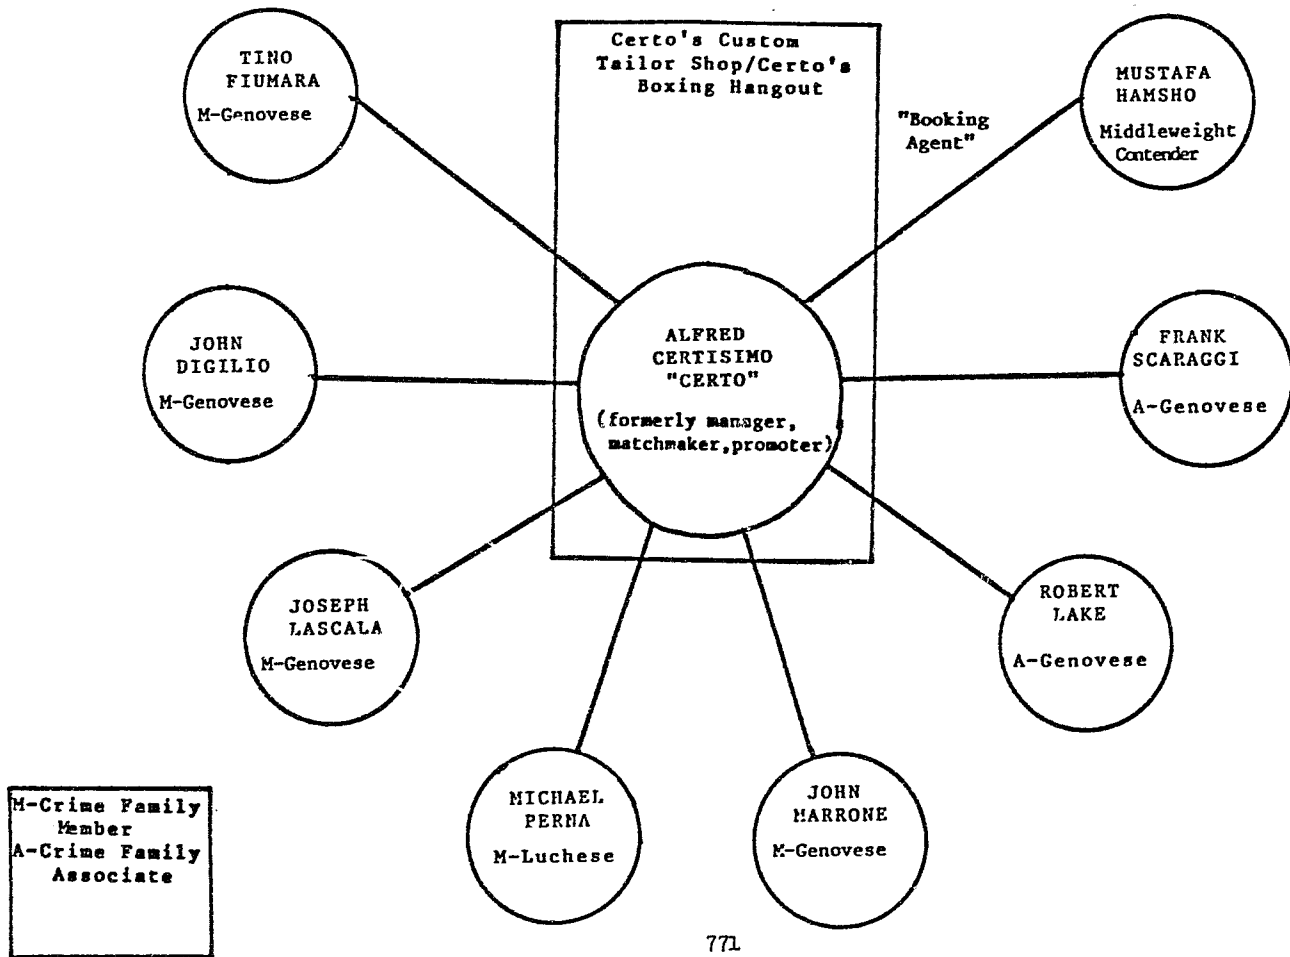 TINO
FIUMARA
M-Genovese
Certo's Custom
Tailor Shop/Certo's
Boxing Hangout
"Booking
Agent"
MUSTAFA
HAMSHO
Middleweight
Contender
JOHN
DIGILIO
M-Genovese
ALFRED
CERTISIMO
"CERTO"
(formerly manager,
matchmaker,promoter)
FRANK
SCARAGGI
A-Genovese
JOSEPH
LASCALA
M-Genovese
ROBERT
LAKE
A-Genovese
MICHAEL
PERNA
M-Luchese
JOHN
MARRONE
M-Genovese
M-Crime Family
Member
A-Crime Family
Associate
771